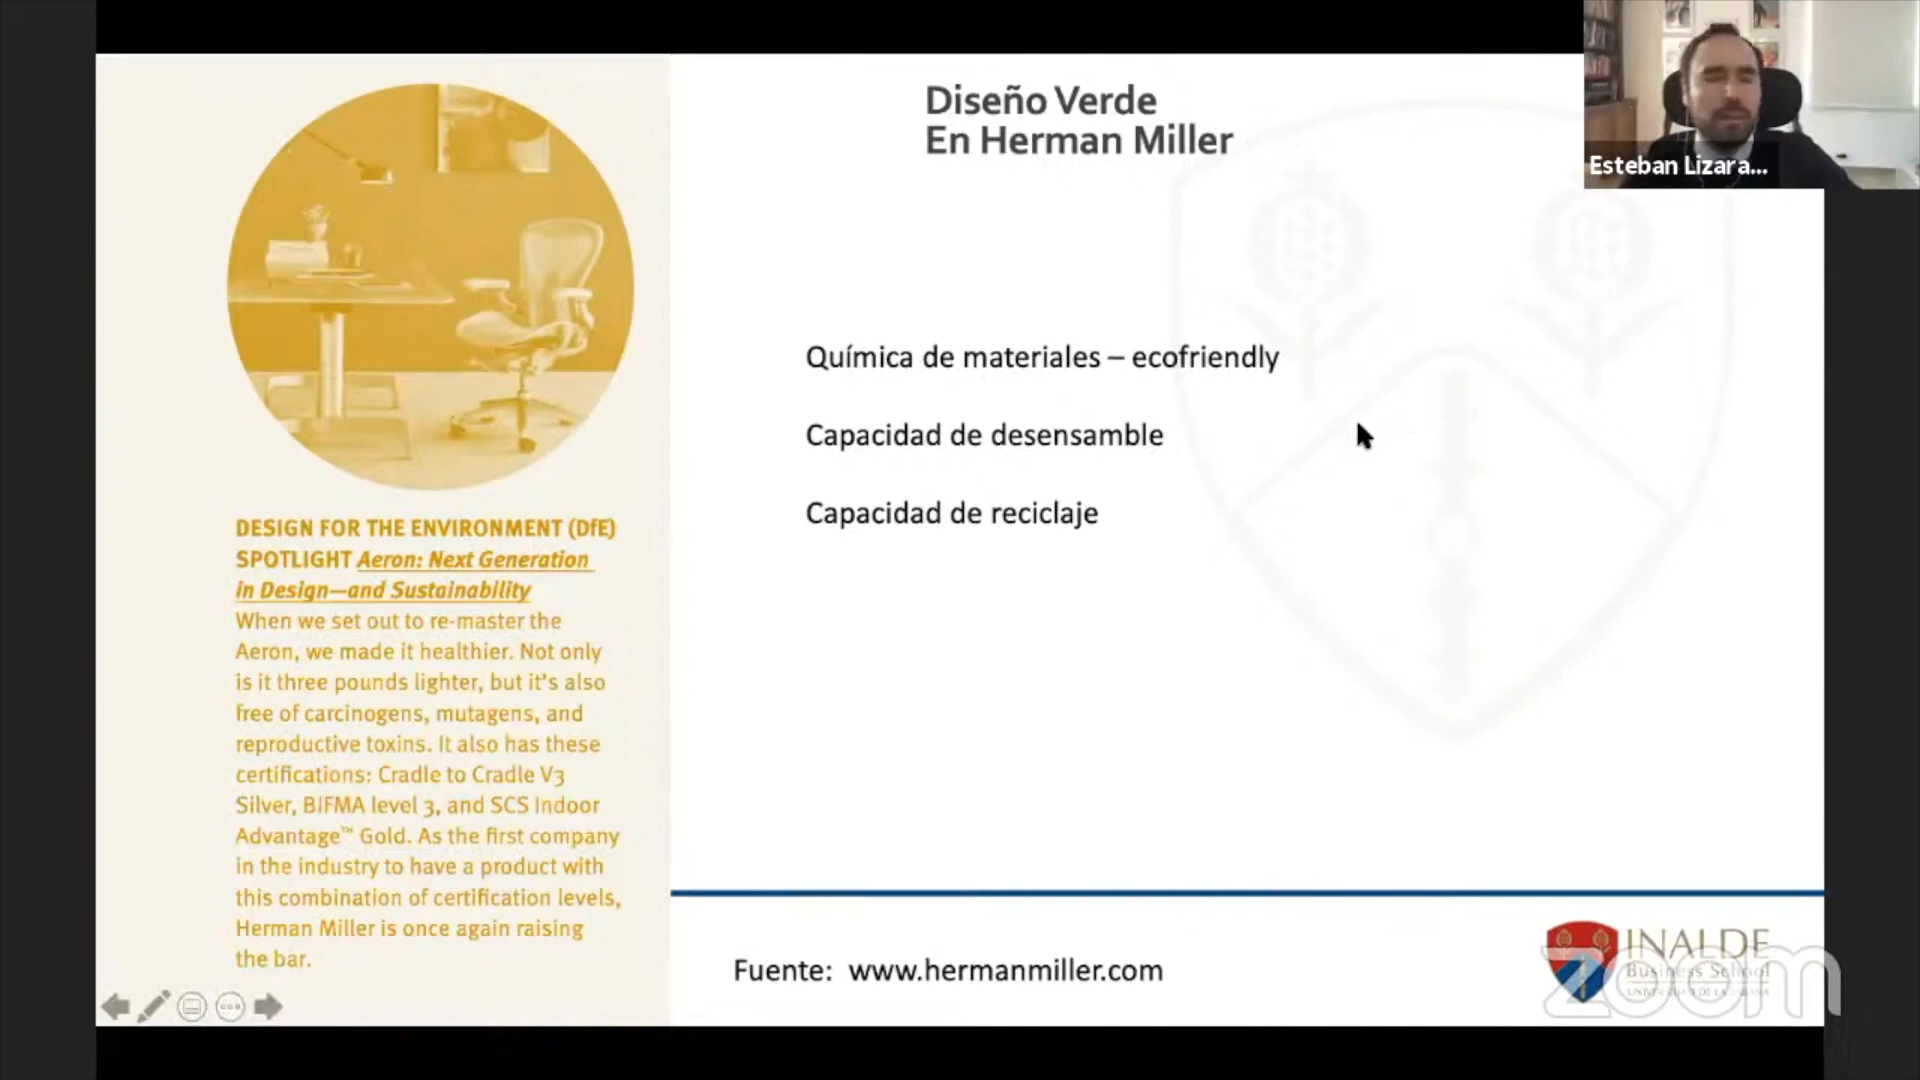 Diseño Verde
En Herman Miller
Esteban Lizara...
Química de materiales – ecofriendly
Capacidad de desensamble
Capacidad de reciclaje
DESIGN FOR THE ENVIRONMENT (DfE)
SPOTLIGHT Aeron: Next Generation
in Design—and Sustainability
When we set out to re-master the
Aeron, we made it healthier. Not only
is it three pounds lighter, but it's also
free of carcinogens, mutagens, and
reproductive toxins. It also has these
certifications: Cradle to Cradle V3
Silver, BIFMA level 3, and SCS Indoor
Advantage™ Gold. As the first company
in the industry to have a product with
this combination of certification levels,
Herman Miller is once again raising
the bar.
Fuente: www.hermanmiller.com
INALDE
Business School
zoom